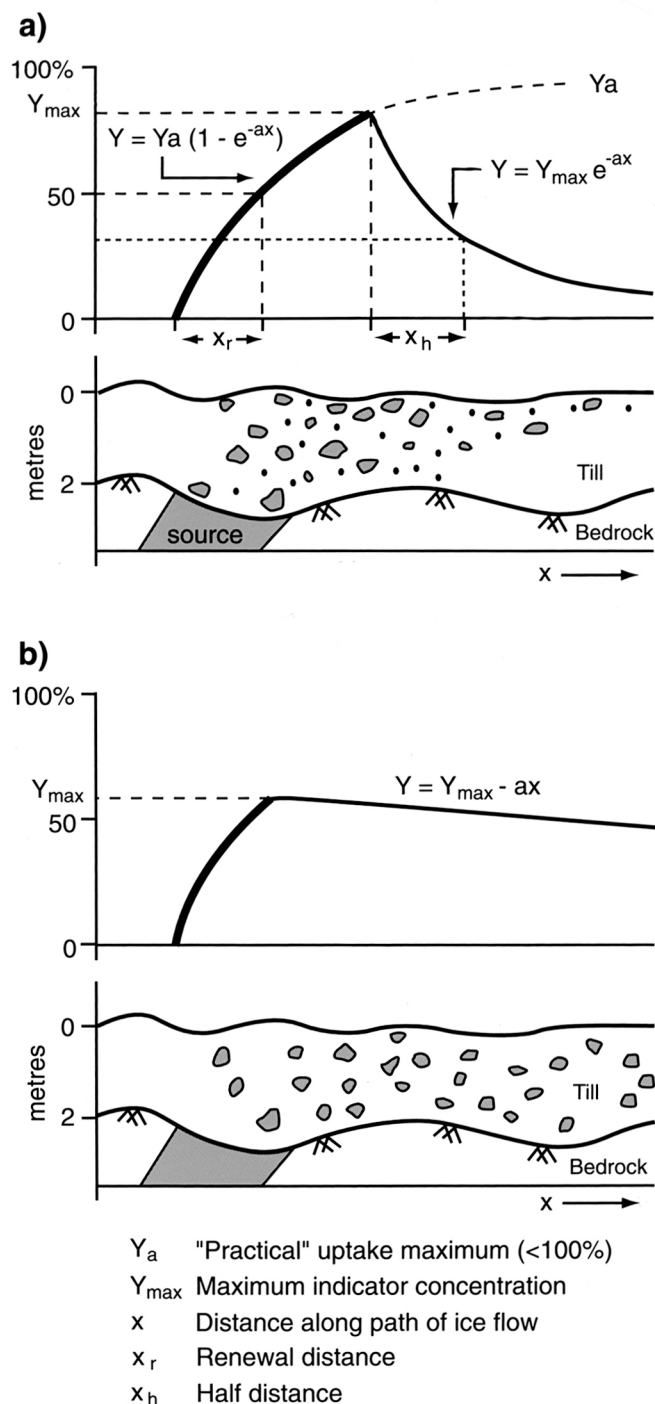 a)
100%
Ymax
Ya
Y = Ya (1 - e^-ax)
Y = Ymax e^-ax
50
0
xr
xh
0
metres
2
Till
source
Bedrock
x
b)
100%
Ymax
Y = Ymax - ax
50
0
0
metres
2
Till
Bedrock
x
Ya "Practical" uptake maximum (<100%)
Ymax Maximum indicator concentration
x Distance along path of ice flow
xr Renewal distance
xh Half distance